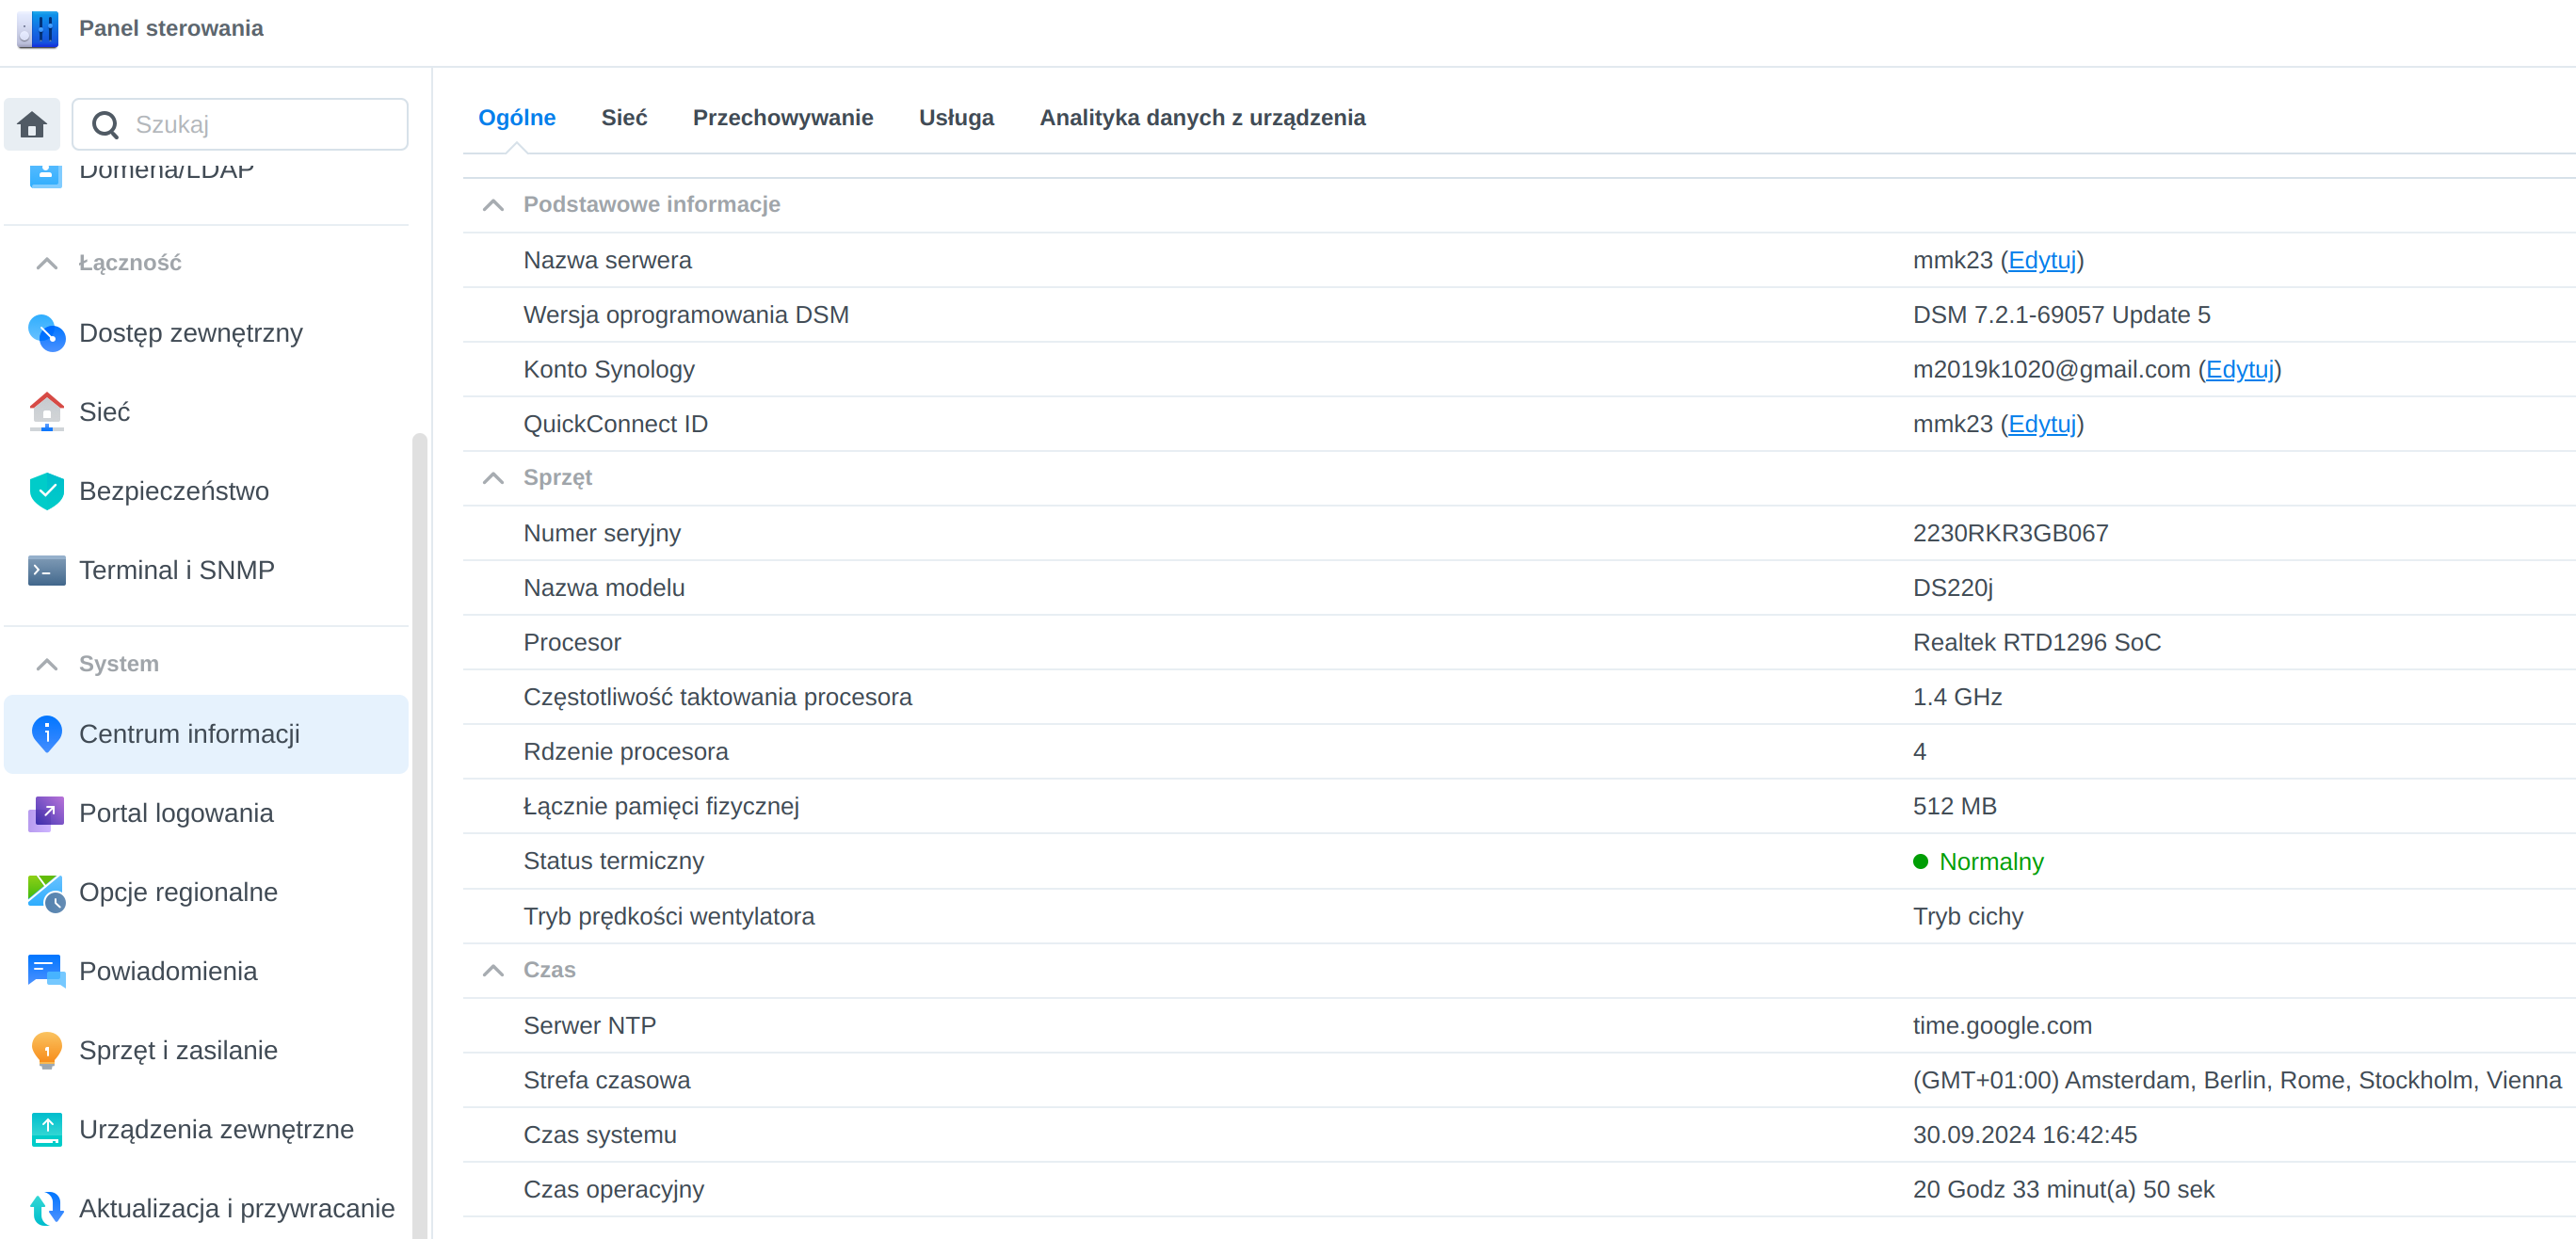 Panel sterowania
Szukaj
Domena/LDAP
Łączność
Dostęp zewnętrzny
Sieć
Bezpieczeństwo
Terminal i SNMP
System
Centrum informacji
Portal logowania
Opcje regionalne
Powiadomienia
Sprzęt i zasilanie
Urządzenia zewnętrzne
Aktualizacja i przywracanie
Ogólne Sieć Przechowywanie Usługa Analityka danych z urządzenia
Podstawowe informacje
Nazwa serwera mmk23 (Edytuj)
Wersja oprogramowania DSM DSM 7.2.1-69057 Update 5
Konto Synology m2019k1020@gmail.com (Edytuj)
QuickConnect ID mmk23 (Edytuj)
Sprzęt
Numer seryjny 2230RKR3GB067
Nazwa modelu DS220j
Procesor Realtek RTD1296 SoC
Częstotliwość taktowania procesora 1.4 GHz
Rdzenie procesora 4
Łącznie pamięci fizycznej 512 MB
Status termiczny Normalny
Tryb prędkości wentylatora Tryb cichy
Czas
Serwer NTP time.google.com
Strefa czasowa (GMT+01:00) Amsterdam, Berlin, Rome, Stockholm, Vienna
Czas systemu 30.09.2024 16:42:45
Czas operacyjny 20 Godz 33 minut(a) 50 sek